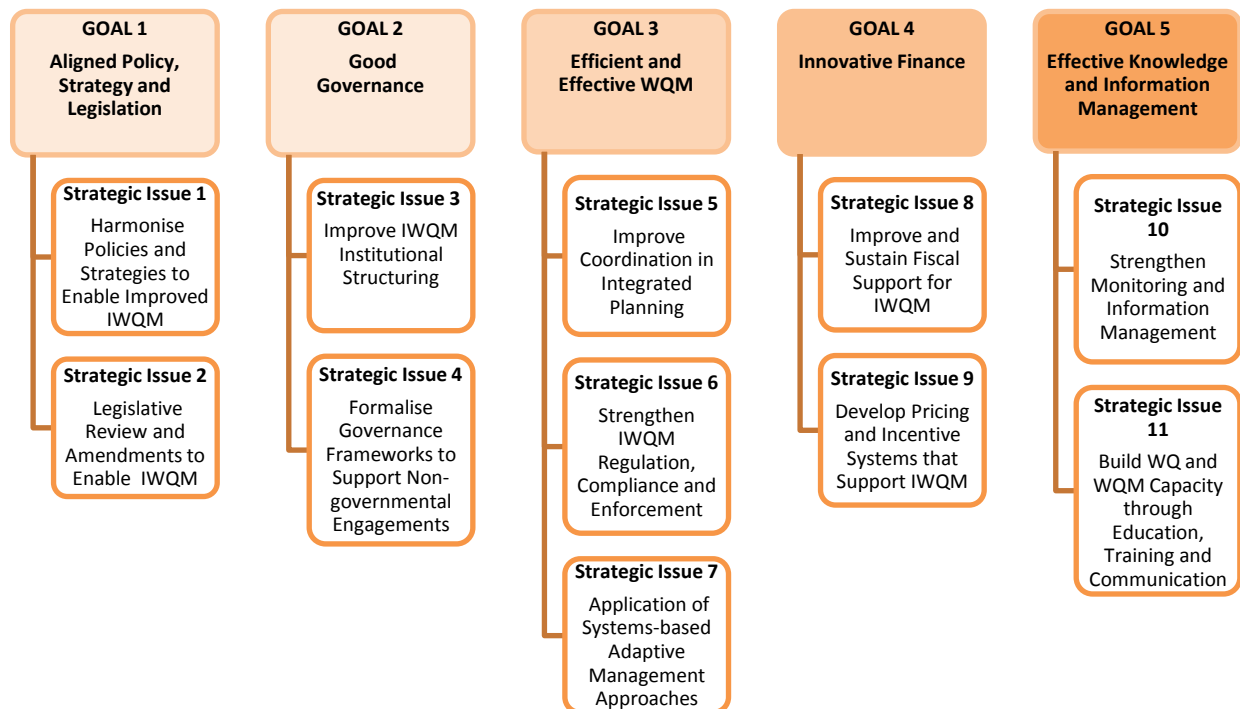 GOAL 1
Aligned Policy,
Strategy and
Legislation
Strategic Issue 1
Harmonise
Policies and
Strategies to
Enable Improved
IWQM
Strategic Issue 2
Legislative
Review and
Amendments to
Enable IWQM
GOAL 2
Good
Governance
Strategic Issue 3
Improve IWQM
Institutional
Structuring
Strategic Issue 4
Formalise
Governance
Frameworks to
Support Non-
governmental
Engagements
GOAL 3
Efficient and
Effective WQM
Strategic Issue 5
Improve
Coordination in
Integrated
Planning
Strategic Issue 6
Strengthen
IWQM
Regulation,
Compliance and
Enforcement
Strategic Issue 7
Application of
Systems-based
Adaptive
Management
Approaches
GOAL 4
Innovative Finance
Strategic Issue 8
Improve and
Sustain Fiscal
Support for
IWQM
Strategic Issue 9
Develop Pricing
and Incentive
Systems that
Support IWQM
GOAL 5
Effective Knowledge
and Information
Management
Strategic Issue
10
Strengthen
Monitoring and
Information
Management
Strategic Issue
11
Build WQ and
WQM Capacity
through
Education,
Training and
Communication